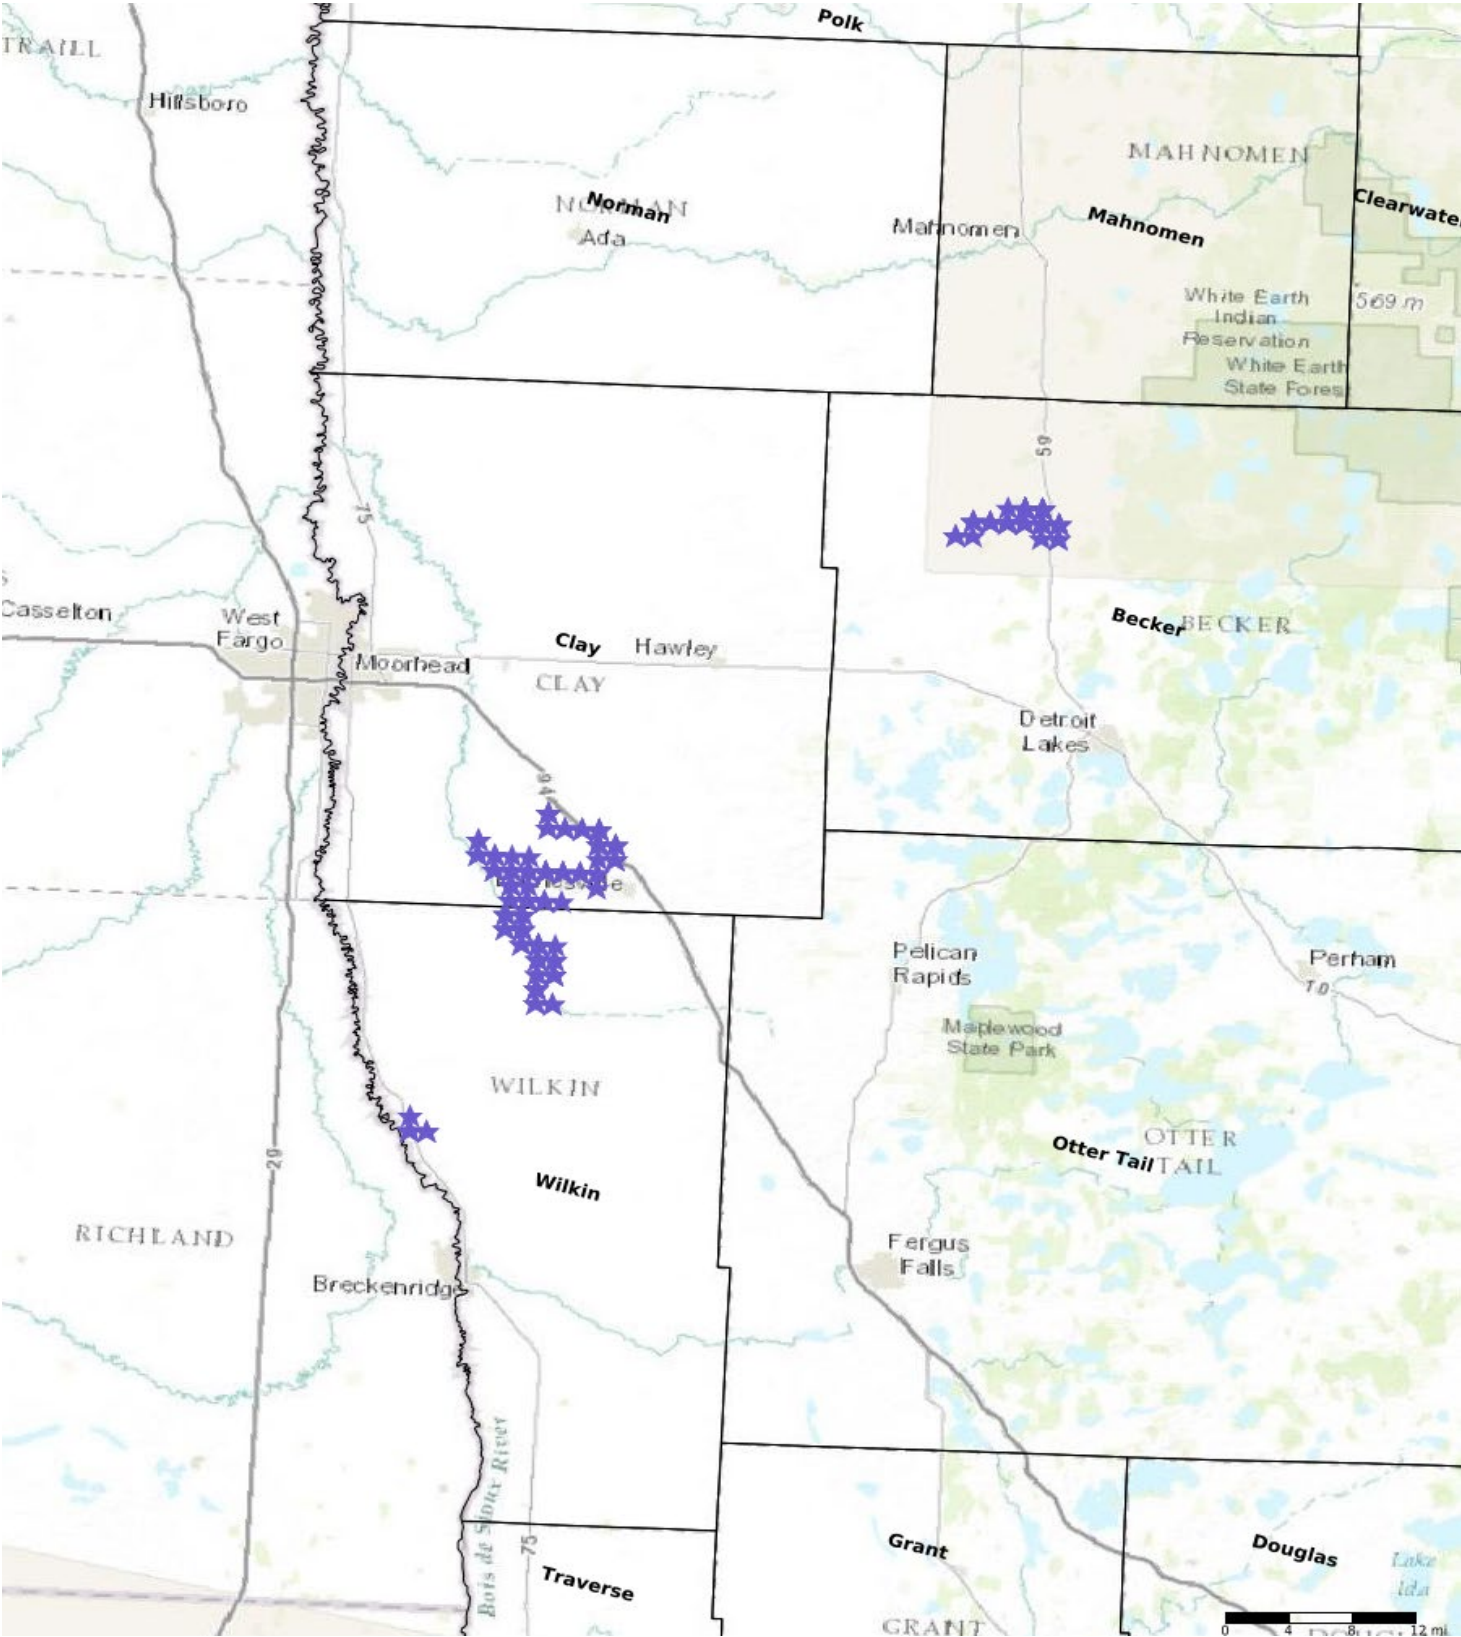 Polk
TRAILL
Hillsboro
MAHNOMEN
Clearwate
NORMAN
Norman
Ada
Mahnomen
Mahnomen
White Earth
Indian
Reservation
569 m
White Earth
State Fores
59
75
Casselton
West
Fargo
Moorhead
Clay
Hawley
CLAY
Becker
BECKER
Detroit
Lakes
94
Pelican
Rapids
Perham
10
Maplewood
State Park
WILKIN
OTTER
TAIL
Otter Tail
29
Wilkin
RICHLAND
Fergus
Falls
Breckenridge
Bois de Sioux River
75
Traverse
Grant
Douglas
Lake
Ida
GRANT
0 4 8 12 mi